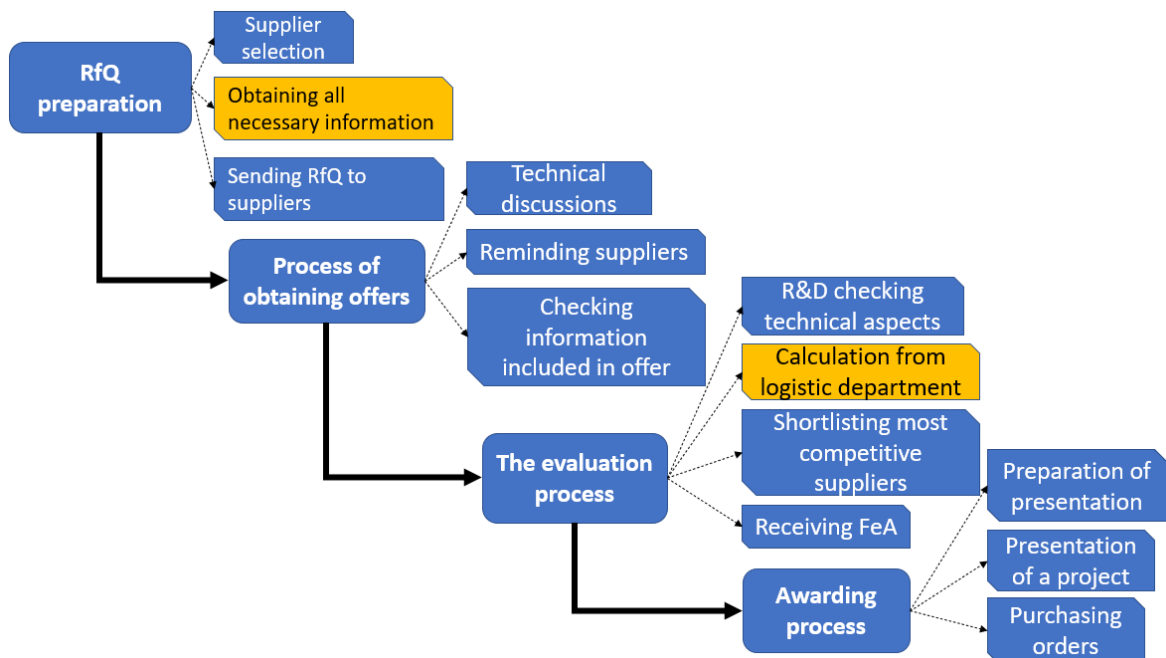 RfQ
preparation
Supplier
selection
Obtaining all
necessary information
Sending RfQ to
suppliers
Process of
obtaining offers
Technical
discussions
Reminding suppliers
Checking
information
included in offer
The evaluation
process
R&D checking
technical aspects
Calculation from
logistic department
Shortlisting most
competitive
suppliers
Receiving FeA
Awarding
process
Preparation of
presentation
Presentation
of a project
Purchasing
orders